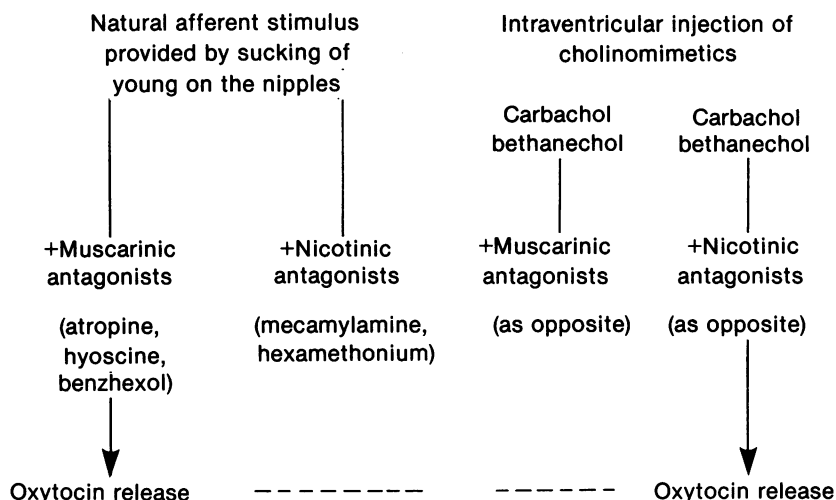 Natural afferent stimulus
provided by sucking of
young on the nipples
Intraventricular injection of
cholinomimetics
Carbachol
bethanechol
Carbachol
bethanechol
+Muscarinic
antagonists
+Nicotinic
antagonists
+Muscarinic
antagonists
+Nicotinic
antagonists
(atropine,
hyoscine,
benzhexol)
(mecamylamine,
hexamethonium)
(as opposite)
(as opposite)
Oxytocin release
Oxytocin release